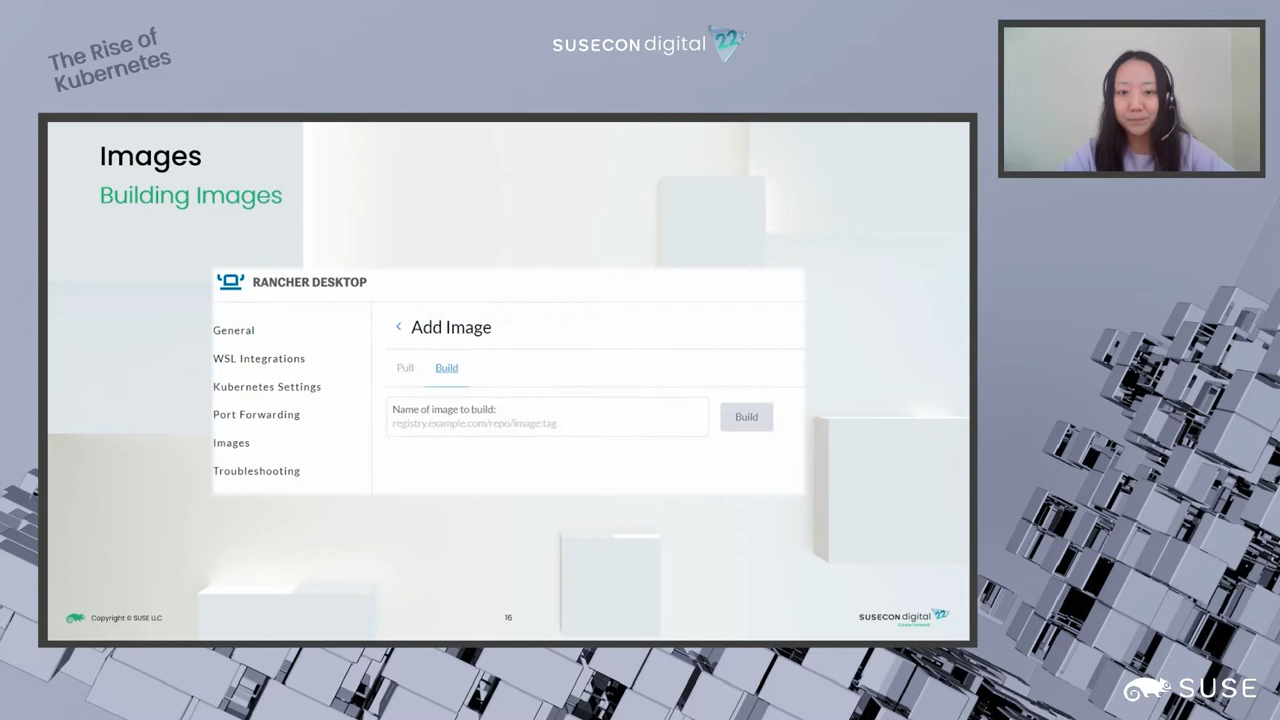 The Rise of
Kubernetes
SUSECON digital 22
Images
Building Images
RANCHER DESKTOP
General
WSL Integrations
Kubernetes Settings
Port Forwarding
Images
Troubleshooting
< Add Image
Pull
Build
Name of image to build:
registry.example.com/repo/image:tag
Build
Copyright © SUSE LLC
16
SUSECON digital 22
Future Forward
SUSE